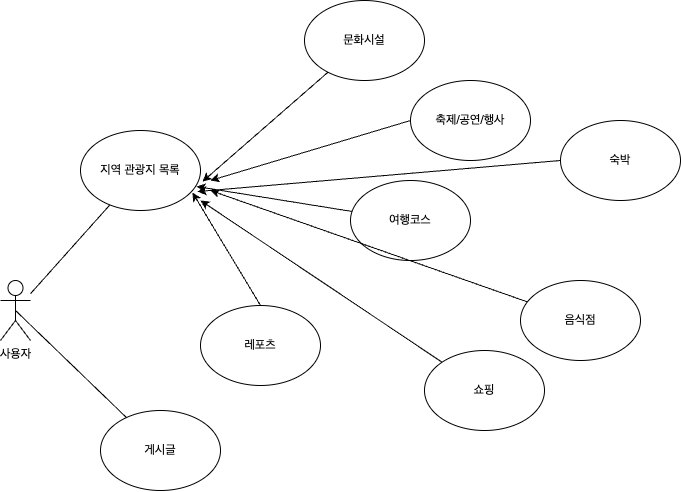 문화시설
축제/공연/행사
숙박
지역 관광지 목록
여행코스
음식점
레포츠
사용자
쇼핑
게시글